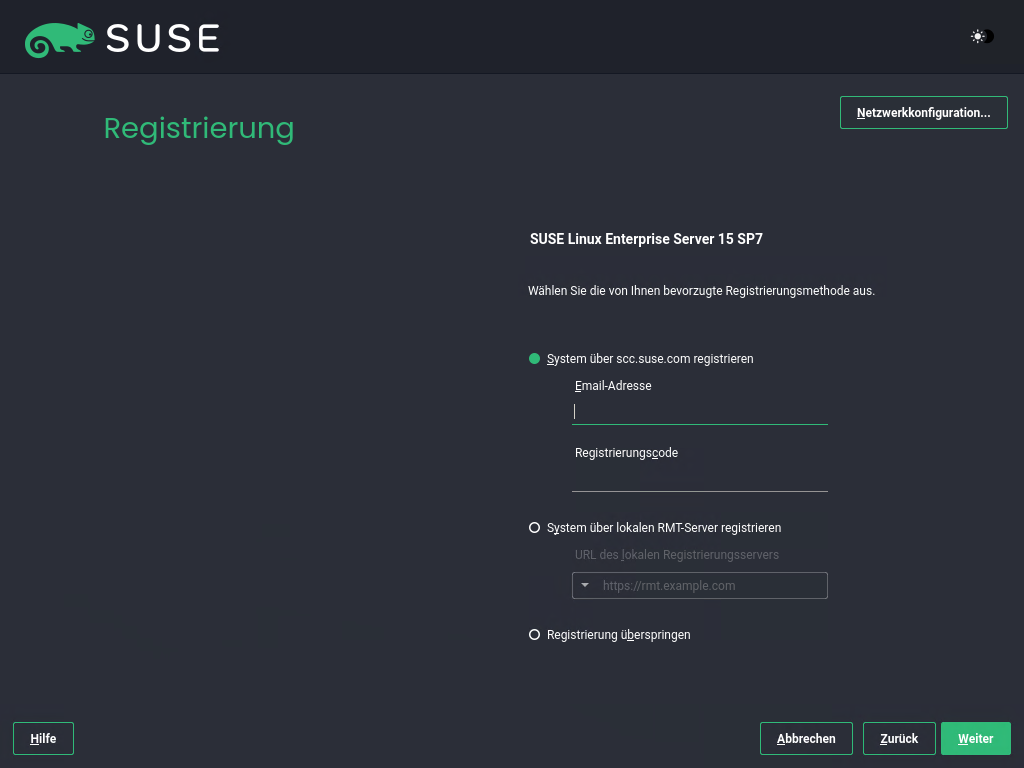 SUSE
Registrierung
Netzwerkkonfiguration...
SUSE Linux Enterprise Server 15 SP7
Wählen Sie die von Ihnen bevorzugte Registrierungsmethode aus.
System über scc.suse.com registrieren
Email-Adresse
Registrierungscode
System über lokalen RMT-Server registrieren
URL des lokalen Registrierungsservers
https://rmt.example.com
Registrierung überspringen
Hilfe
Abbrechen
Zurück
Weiter